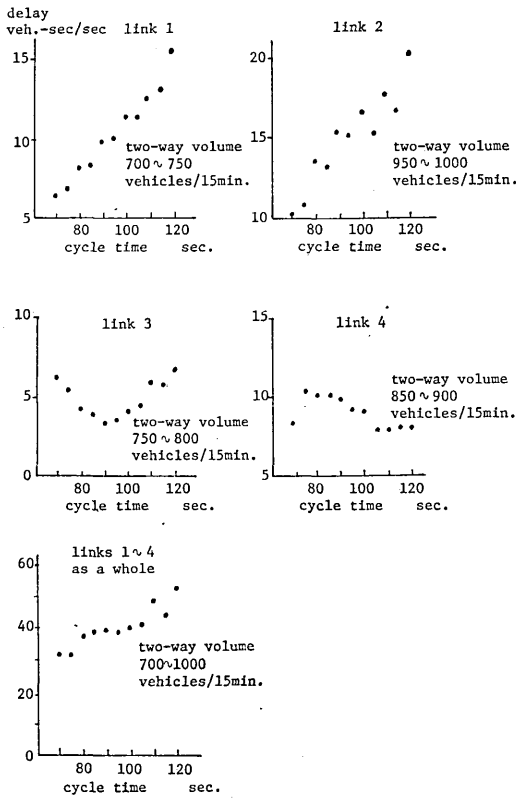 delay
veh.-sec/sec link 1
15
10
5
two-way volume
700∿750
vehicles/15min.
80 100 120
cycle time sec.
link 2
20
15
10
two-way volume
950∿1000
vehicles/15min.
80 100 120
cycle time sec.
link 3
10
5
0
two-way volume
750∿800
vehicles/15min.
80 100 120
cycle time sec.
link 4
15
10
5
two-way volume
850∿900
vehicles/15min.
80 100 120
cycle time sec.
links 1∿4
as a whole
60
40
20
0
two-way volume
700∿1000
vehicles/15min.
80 100 120
cycle time sec.